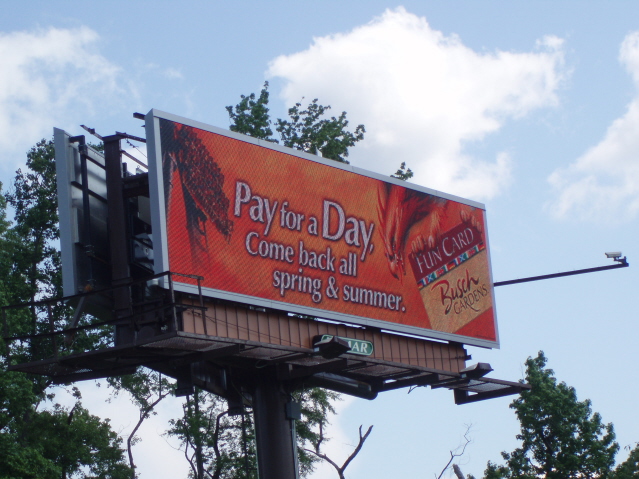 Pay for a Day,
Come back all
spring & summer.
FUN CARD
Busch
GARDENS